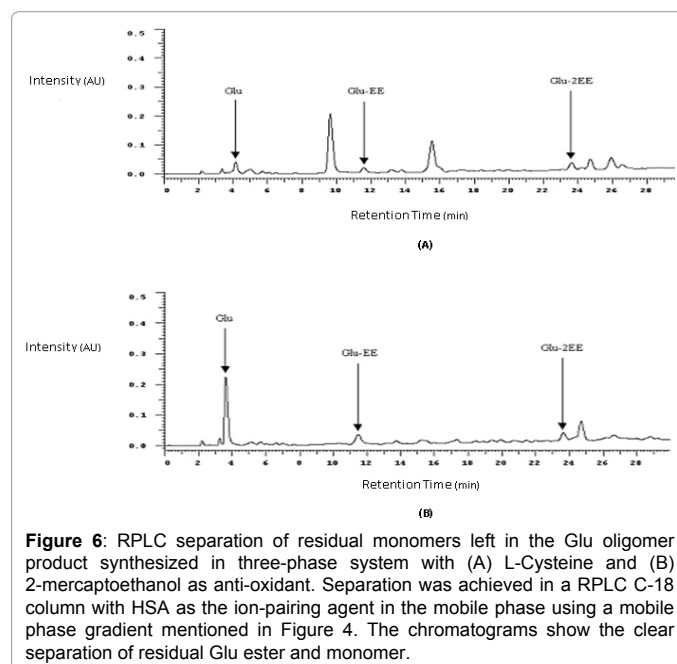 0.5
Intensity (AU)
0.4
Glu
Glu-EE
Glu-2EE
0.3
0.2
0.1
0.0
0 2 4 6 8 10 12 14 16 18 20 22 24 26 28
Retention Time (min)
(A)
0.5
0.4
Glu
Intensity (AU)
Glu-EE
Glu-2EE
0.3
0.2
0.1
0.0
0 2 4 6 8 10 12 14 16 18 20 22 24 26 28
Retention Time (min)
(B)
Figure 6: RPLC separation of residual monomers left in the Glu oligomer
product synthesized in three-phase system with (A) L-Cysteine and (B)
2-mercaptoethanol as anti-oxidant. Separation was achieved in a RPLC C-18
column with HSA as the ion-pairing agent in the mobile phase using a mobile
phase gradient mentioned in Figure 4. The chromatograms show the clear
separation of residual Glu ester and monomer.